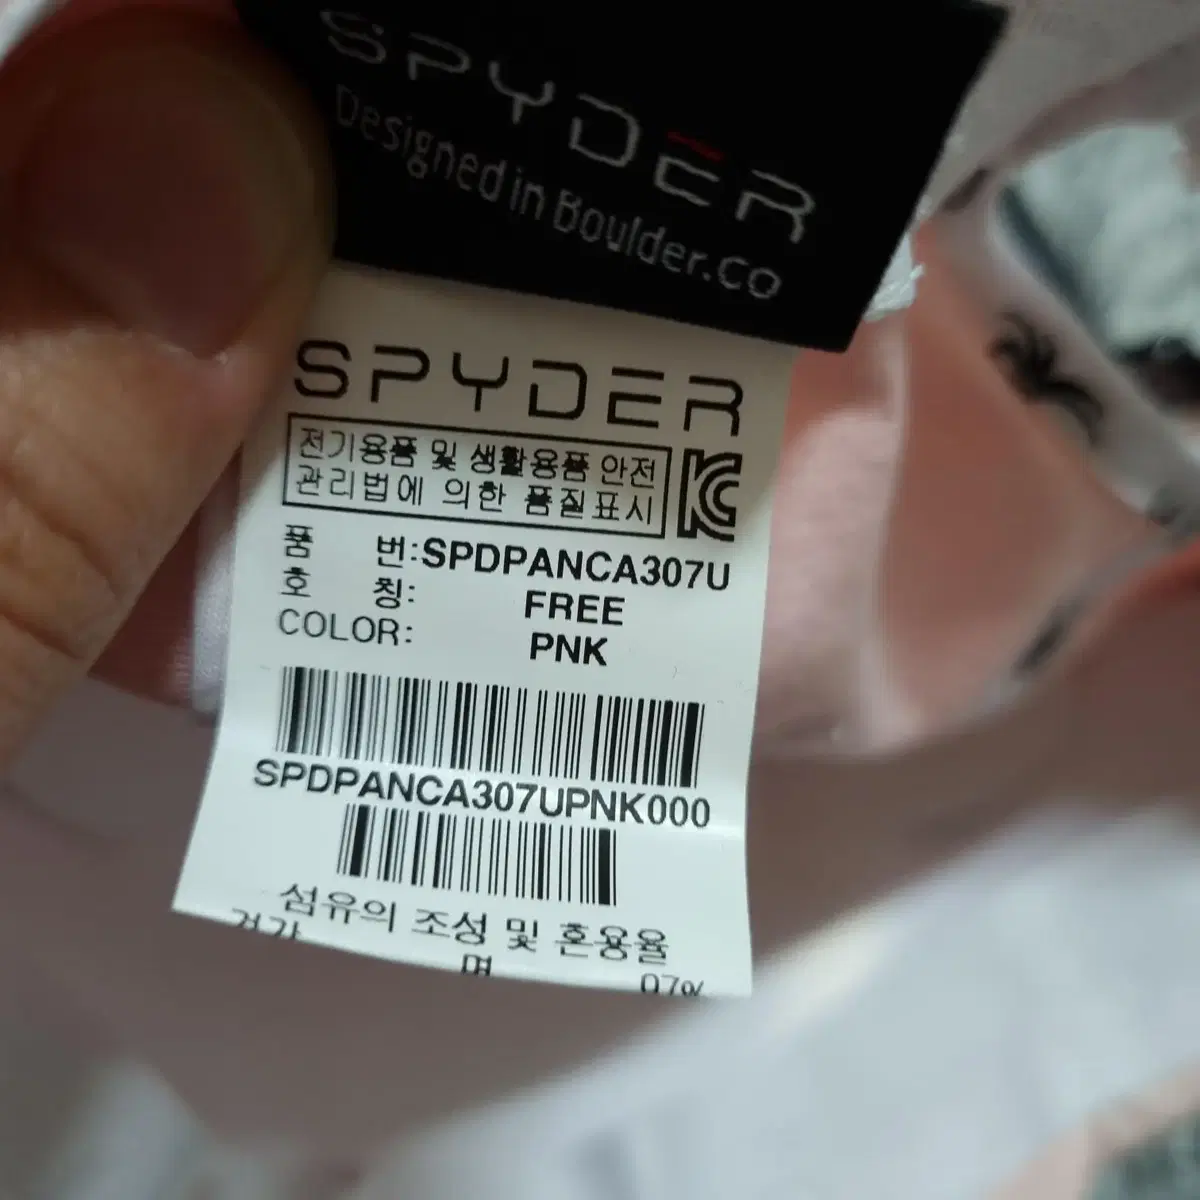 SPYDER
Designed in Boulder.Co
SPYDER
전기용품 및 생활용품 안전
관리법에 의한 품질표시
품 번:SPDPANCA307U
호 칭: FREE
COLOR: PNK
SPDPANCA307UPNK000
섬유의 조성 및 혼용율